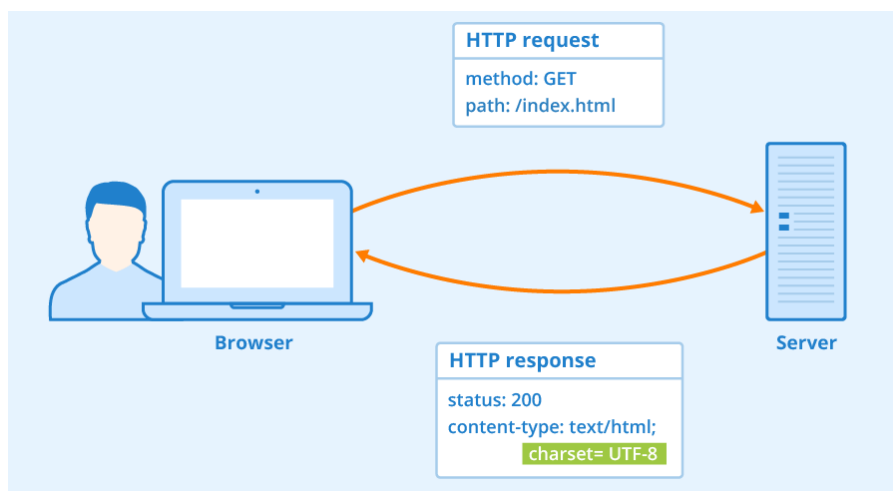 HTTP request
method: GET
path: /index.html
Browser
Server
HTTP response
status: 200
content-type: text/html;
charset= UTF-8